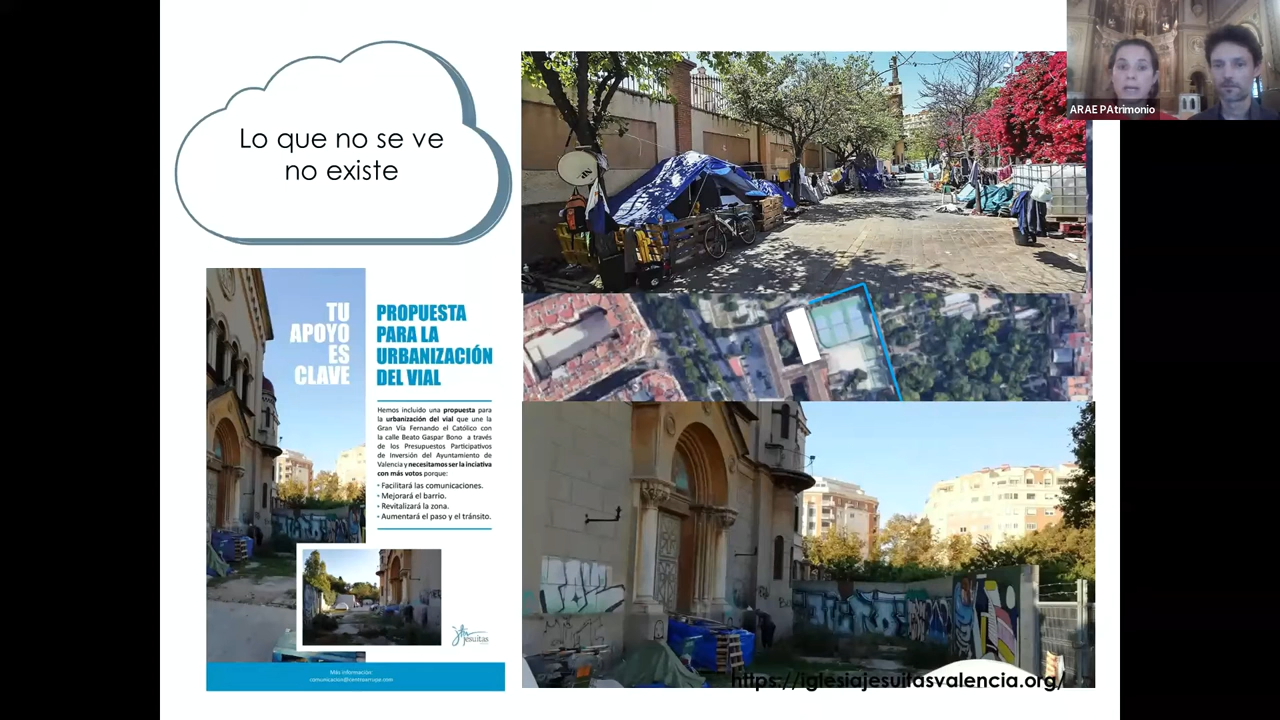 Lo que no se ve
no existe
ARAE PAtrimonio
TU
APOYO
ES
CLAVE
PROPUESTA
PARA LA
URBANIZACIÓN
DEL VIAL
Hemos incluido una propuesta para
la urbanización del vial que une la
Gran Vía Fernando el Católico con
la calle Beato Gaspar Bono a través
de los Presupuestos Participativos
de Inversión del Ayuntamiento de
Valencia y necesitamos ser la iniciativa
con más votos porque:
• Facilitará las comunicaciones.
• Mejorará el barrio.
• Revitalizará la zona.
• Aumentará el paso y el tránsito.
jesuitas
Más información:
comunicacion@centrearrupe.com
https://iglesiajesuitasvalencia.org/